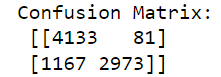 Confusion Matrix:
[[4133   81]
 [1167 2973]]